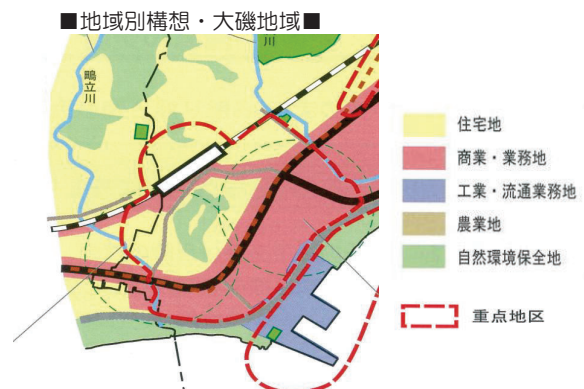 ■地域別構想・大磯地域■
川
鴫立川
住宅地
商業・業務地
工業・流通業務地
農業地
自然環境保全地
重点地区